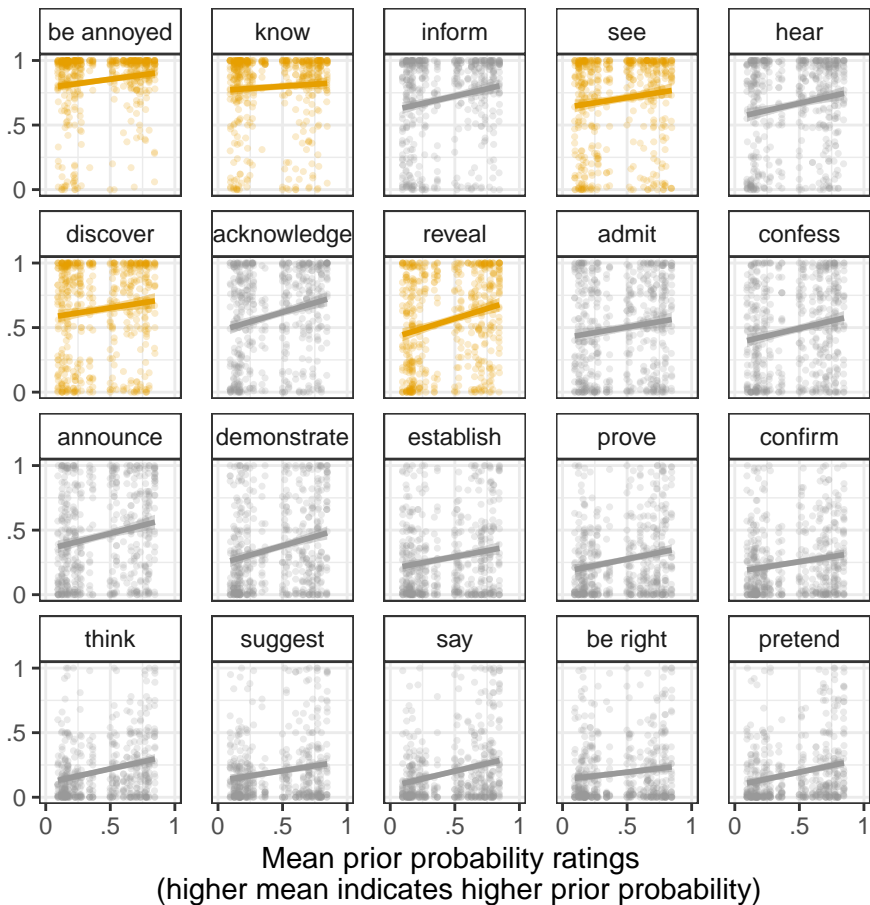 be annoyed know inform see hear
1
.5
0
discover acknowledge reveal admit confess
1
.5
0
announce demonstrate establish prove confirm
1
.5
0
think suggest say be right pretend
1
.5
0
0 .5 1 0 .5 1 0 .5 1 0 .5 1 0 .5 1
Mean prior probability ratings
(higher mean indicates higher prior probability)